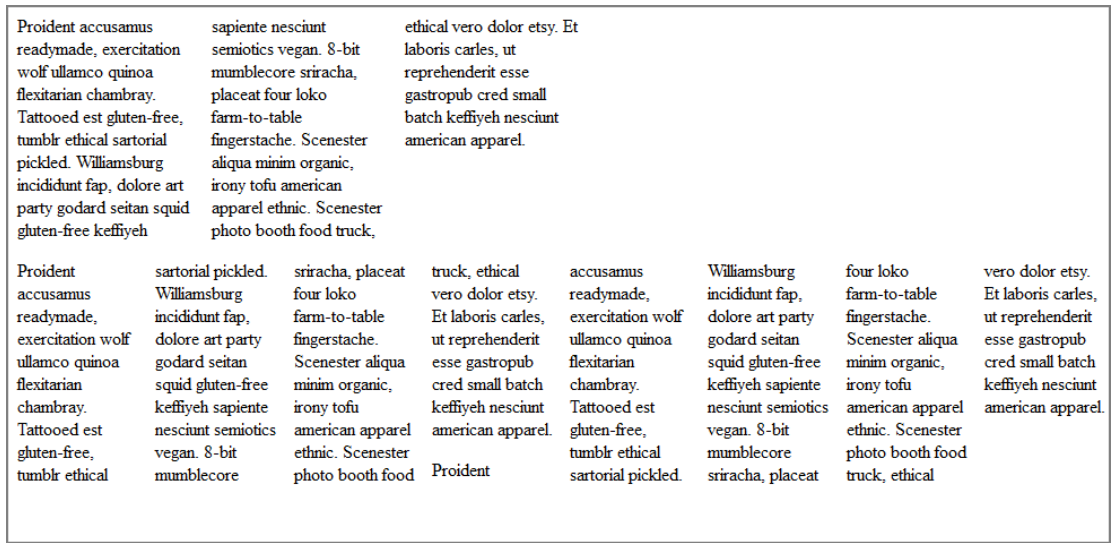 Proident accusamus
readymade, exercitation
wolf ullamco quinoa
flexitarian chambray.
Tattooed est gluten-free,
tumblr ethical sartorial
pickled. Williamsburg
incididunt fap, dolore art
party godard seitan squid
gluten-free keffiyeh
sapiente nesciunt
semiotics vegan. 8-bit
mumblecore sriracha,
placeat four loko
farm-to-table
fingerstache. Scenester
aliqua minim organic,
irony tofu american
apparel ethnic. Scenester
photo booth food truck,
ethical vero dolor etsy. Et
laboris carles, ut
reprehenderit esse
gastropub cred small
batch keffiyeh nesciunt
american apparel.
Proident
accusamus
readymade,
exercitation wolf
ullamco quinoa
flexitarian
chambray.
Tattooed est
gluten-free,
tumblr ethical
sartorial pickled.
Williamsburg
incididunt fap,
dolore art party
godard seitan
squid gluten-free
keffiyeh sapiente
nesciunt semiotics
vegan. 8-bit
mumblecore
sriracha, placeat
four loko
farm-to-table
fingerstache.
Scenester aliqua
minim organic,
irony tofu
american apparel
ethnic. Scenester
photo booth food
truck, ethical
vero dolor etsy.
Et laboris carles,
ut reprehenderit
esse gastropub
cred small batch
keffiyeh nesciunt
american apparel.
Proident
accusamus
readymade,
exercitation wolf
ullamco quinoa
flexitarian
chambray.
Tattooed est
gluten-free,
tumblr ethical
sartorial pickled.
Williamsburg
incididunt fap,
dolore art party
godard seitan
squid gluten-free
keffiyeh sapiente
nesciunt semiotics
vegan. 8-bit
mumblecore
sriracha, placeat
four loko
farm-to-table
fingerstache.
Scenester aliqua
minim organic,
irony tofu
american apparel
ethnic. Scenester
photo booth food
truck, ethical
vero dolor etsy.
Et laboris carles,
ut reprehenderit
esse gastropub
cred small batch
keffiyeh nesciunt
american apparel.